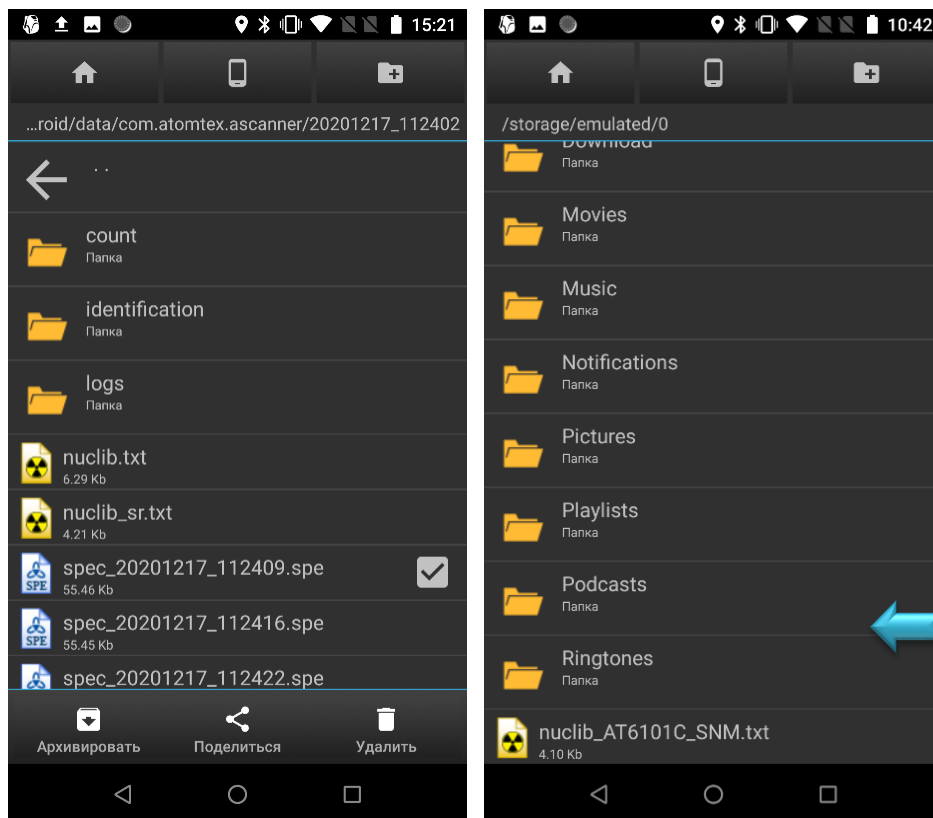 15:21
...roid/data/com.atomtex.ascanner/20201217_112402
. .
count
Папка
identification
Папка
logs
Папка
nuclib.txt
6.29 Kb
nuclib_sr.txt
4.21 Kb
SPE
spec_20201217_112409.spe
55.46 Kb
SPE
spec_20201217_112416.spe
55.45 Kb
spec_20201217_112422.spe
Архивировать
Поделиться
Удалить
10:42
/storage/emulated/0
Download
Папка
Movies
Папка
Music
Папка
Notifications
Папка
Pictures
Папка
Playlists
Папка
Podcasts
Папка
Ringtones
Папка
nuclib_AT6101C_SNM.txt
4.10 Kb